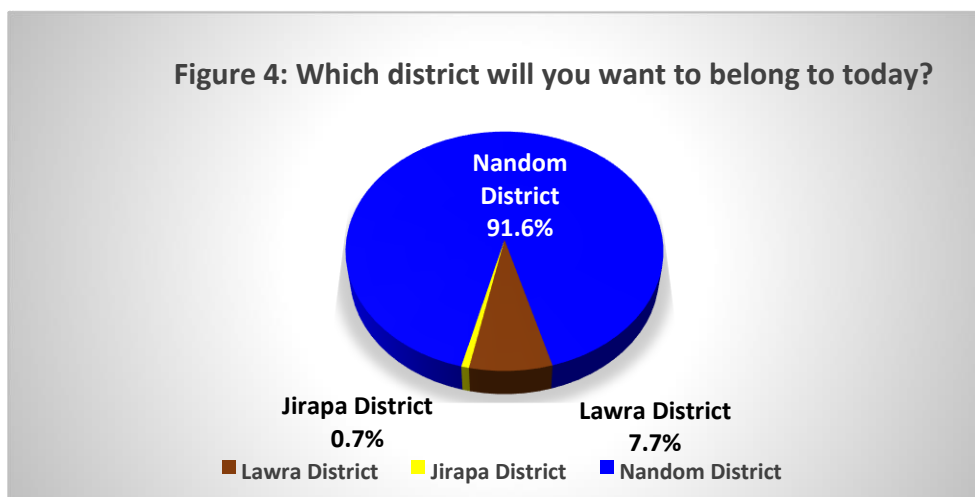 Figure 4: Which district will you want to belong to today?
Nandom
District
91.6%
Jirapa District
0.7%
Lawra District
7.7%
Lawra District
Jirapa District
Nandom District